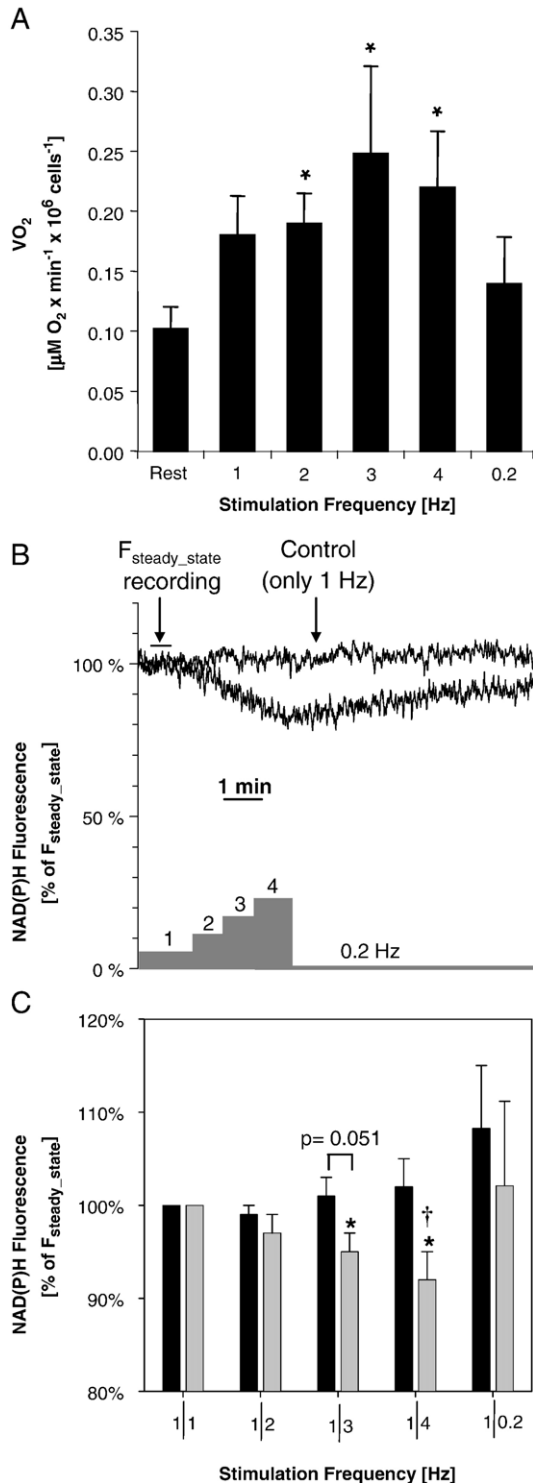 A
0.35
0.30
0.25
0.20
0.15
0.10
0.05
0.00
VO2
[µM O2 x min-1 x 10^6 cells-1]
*
*
*
Rest
1
2
3
4
0.2
Stimulation Frequency [Hz]
B
Fsteady_state
recording
Control
(only 1 Hz)
100 %
50 %
0 %
NAD(P)H Fluorescence
[% of Fsteady_state]
1 min
1
2
3
4
0.2 Hz
C
120%
110%
100%
90%
80%
NAD(P)H Fluorescence
[% of Fsteady_state]
p= 0.051
*
†
*
1|1
1|2
1|3
1|4
1|0.2
Stimulation Frequency [Hz]